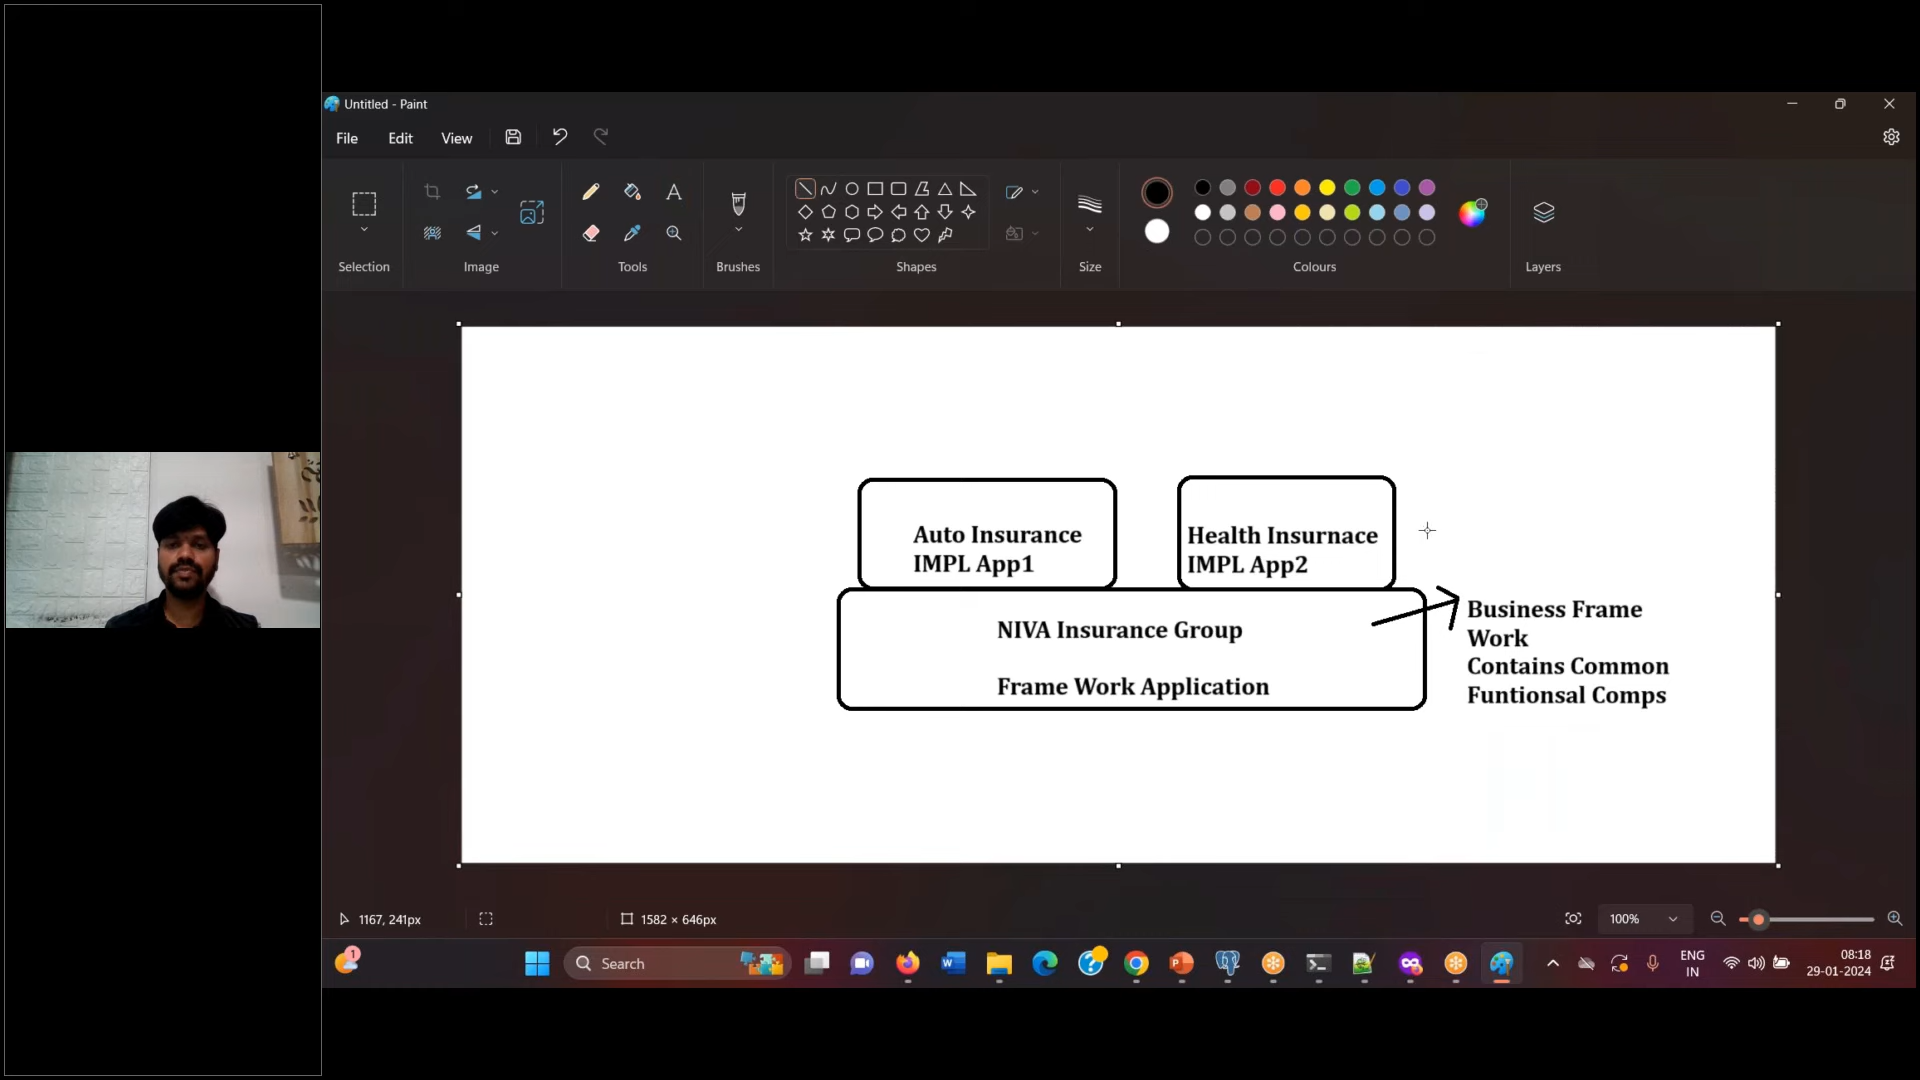 Untitled - Paint
File Edit View
Selection Image Tools Brushes Shapes Size Colours Layers
Auto Insurance
IMPL App1
Health Insurnace
IMPL App2
NIVA Insurance Group
Frame Work Application
Business Frame
Work
Contains Common
Funtionsal Comps
1167, 241px 1582 × 646px 100%
1 Search ENG
IN 08:18
29-01-2024